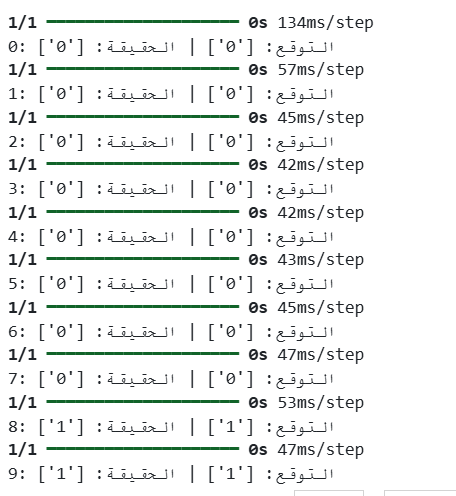 1/1 ━━━━━━━━━━━━━━━━━━━━ 0s 134ms/step
0: التوقع: ['0'] | الحقيقة: ['0']
1/1 ━━━━━━━━━━━━━━━━━━━━ 0s 57ms/step
1: التوقع: ['0'] | الحقيقة: ['0']
1/1 ━━━━━━━━━━━━━━━━━━━━ 0s 45ms/step
2: التوقع: ['0'] | الحقيقة: ['0']
1/1 ━━━━━━━━━━━━━━━━━━━━ 0s 42ms/step
3: التوقع: ['0'] | الحقيقة: ['0']
1/1 ━━━━━━━━━━━━━━━━━━━━ 0s 42ms/step
4: التوقع: ['0'] | الحقيقة: ['0']
1/1 ━━━━━━━━━━━━━━━━━━━━ 0s 43ms/step
5: التوقع: ['0'] | الحقيقة: ['0']
1/1 ━━━━━━━━━━━━━━━━━━━━ 0s 45ms/step
6: التوقع: ['0'] | الحقيقة: ['0']
1/1 ━━━━━━━━━━━━━━━━━━━━ 0s 47ms/step
7: التوقع: ['0'] | الحقيقة: ['0']
1/1 ━━━━━━━━━━━━━━━━━━━━ 0s 53ms/step
8: التوقع: ['1'] | الحقيقة: ['1']
1/1 ━━━━━━━━━━━━━━━━━━━━ 0s 47ms/step
9: التوقع: ['1'] | الحقيقة: ['1']